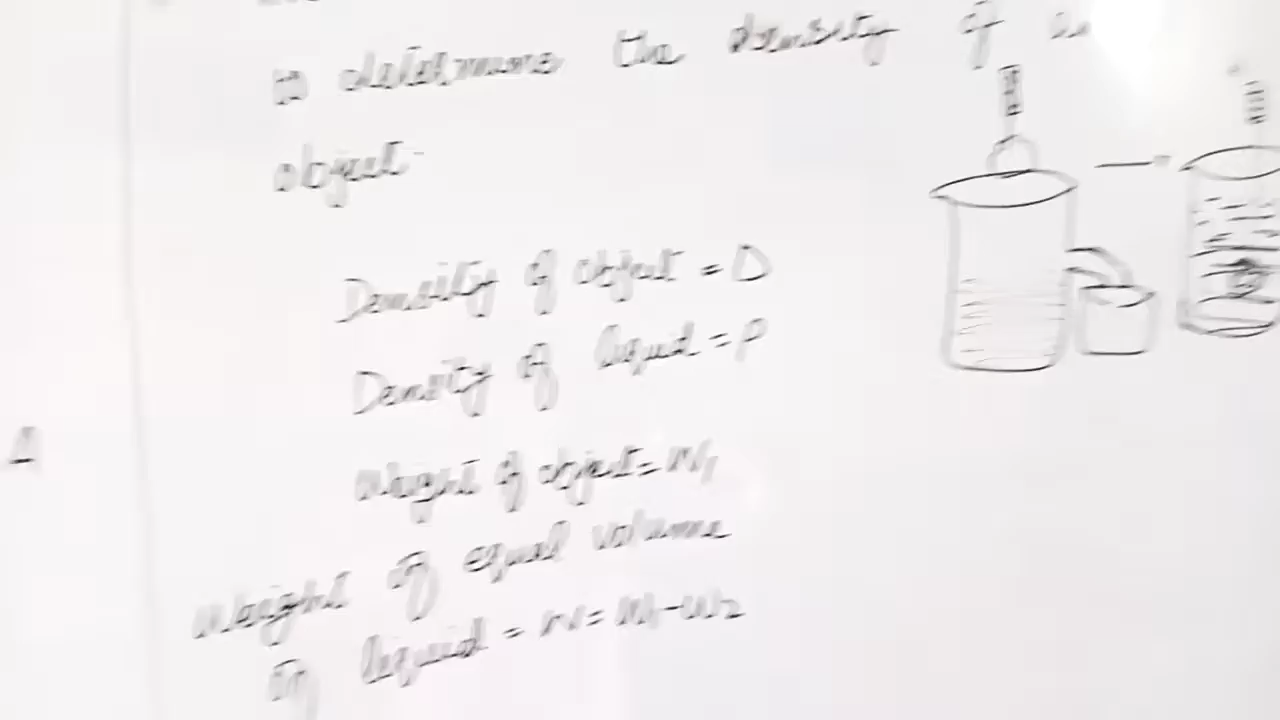 to determine the density of
object
Density of object = D
Density of liquid = ρ
Weight of object = W₁
Weight of equal volume
of liquid = W = W₁ - W₂